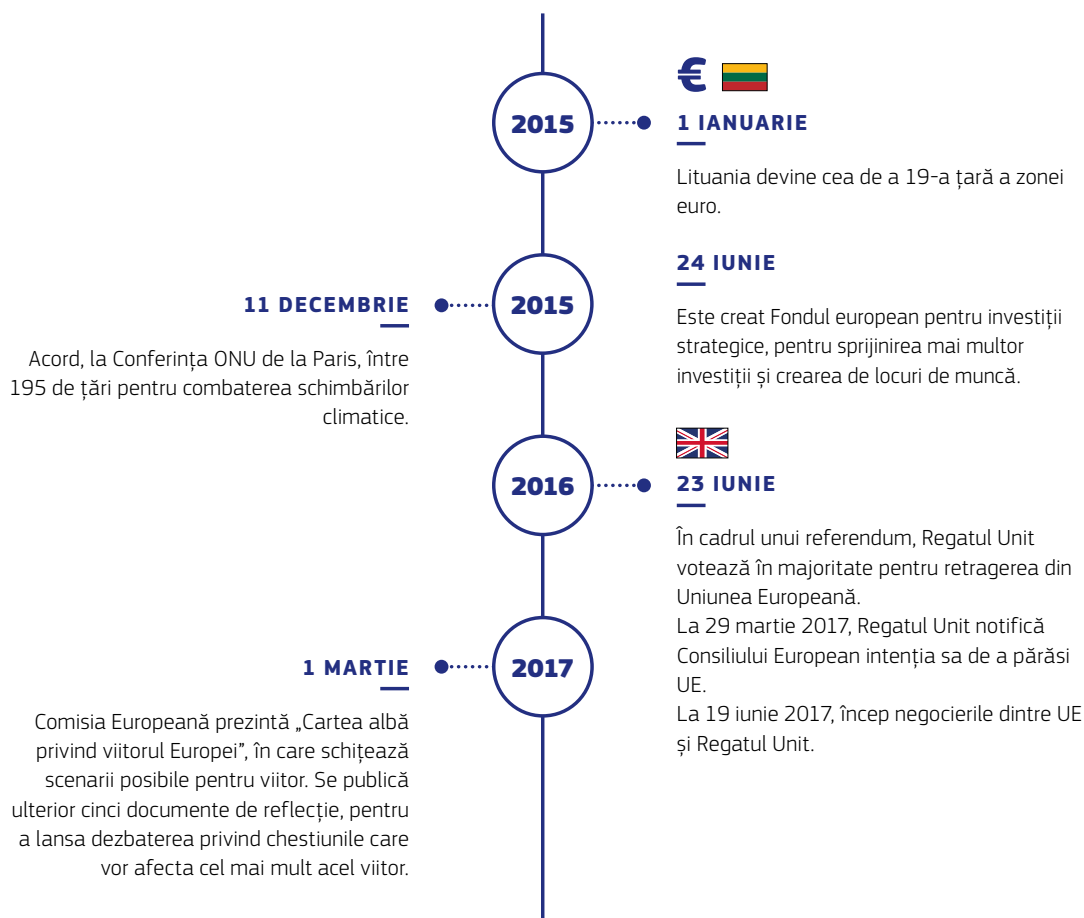 2015
€
1 IANUARIE
Lituania devine cea de a 19-a țară a zonei
euro.
24 IUNIE
Este creat Fondul european pentru investiții
strategice, pentru sprijinirea mai multor
investiții și crearea de locuri de muncă.
2015
11 DECEMBRIE
Acord, la Conferința ONU de la Paris, între
195 de țări pentru combaterea schimbărilor
climatice.
2016
23 IUNIE
În cadrul unui referendum, Regatul Unit
votează în majoritate pentru retragerea din
Uniunea Europeană.
La 29 martie 2017, Regatul Unit notifică
Consiliului European intenția sa de a părăsi
UE.
La 19 iunie 2017, încep negocierile dintre UE
și Regatul Unit.
2017
1 MARTIE
Comisia Europeană prezintă „Cartea albă
privind viitorul Europei”, în care schițează
scenarii posibile pentru viitor. Se publică
ulterior cinci documente de reflecție, pentru
a lansa dezbaterea privind chestiunile care
vor afecta cel mai mult acel viitor.